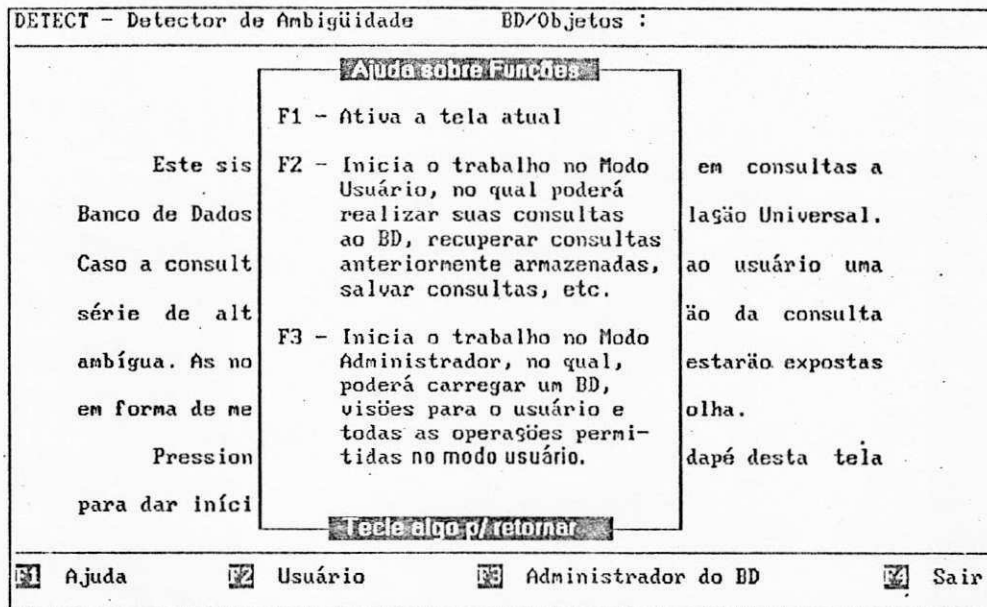 DETECT - Detector de Ambigüidade BD/Objetos :
Ajuda sobre Funções
F1 - Ativa a tela atual
Este sis F2 - Inicia o trabalho no Modo em consultas a
Usuário, no qual poderá
Banco de Dados realizar suas consultas lação Universal.
ao BD, recuperar consultas
Caso a consult anteriormente armazenadas, ao usuário uma
salvar consultas, etc.
série de alt ão da consulta
F3 - Inicia o trabalho no Modo
ambígua. As no Administrador, no qual, estarão expostas
poderá carregar um BD,
em forma de me visões para o usuário e olha.
todas as operações permi-
Pression tidas no modo usuário. dapé desta tela
para dar iníci
Tecle algo p/ retornar
F1 Ajuda F2 Usuário F3 Administrador do BD F4 Sair